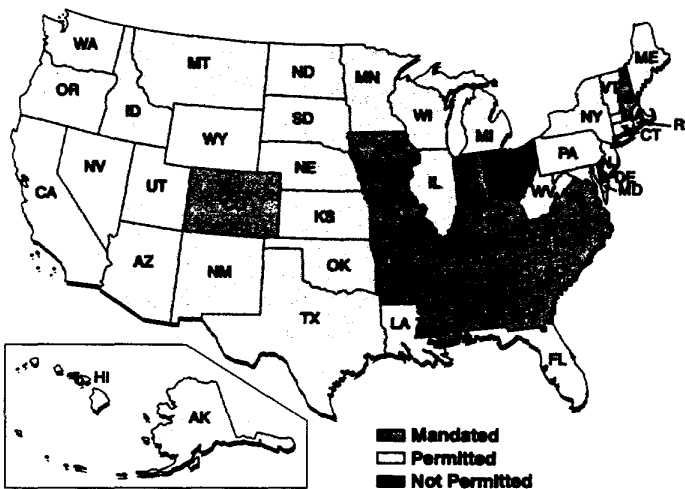 WA
MT
ND
MN
ME
VT
OR
ID
SD
WI
NY
MI
R
CT
WY
PA
NE
NV
UT
IL
WV
DE
MD
CA
KS
AZ
NM
OK
TX
LA
FL
HI
AK
Mandated
Permitted
Not Permitted